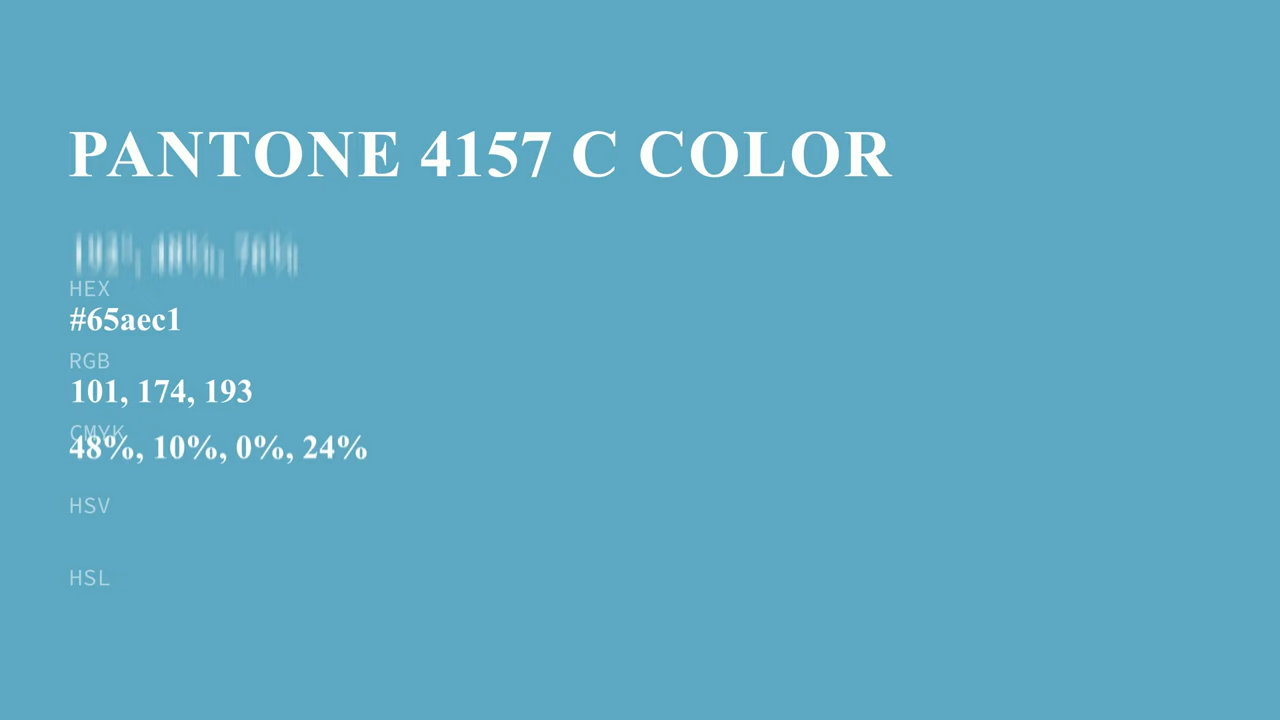 PANTONE 4157 C COLOR
HEX
#65aec1
RGB
101, 174, 193
CMYK
48%, 10%, 0%, 24%
HSV
HSL